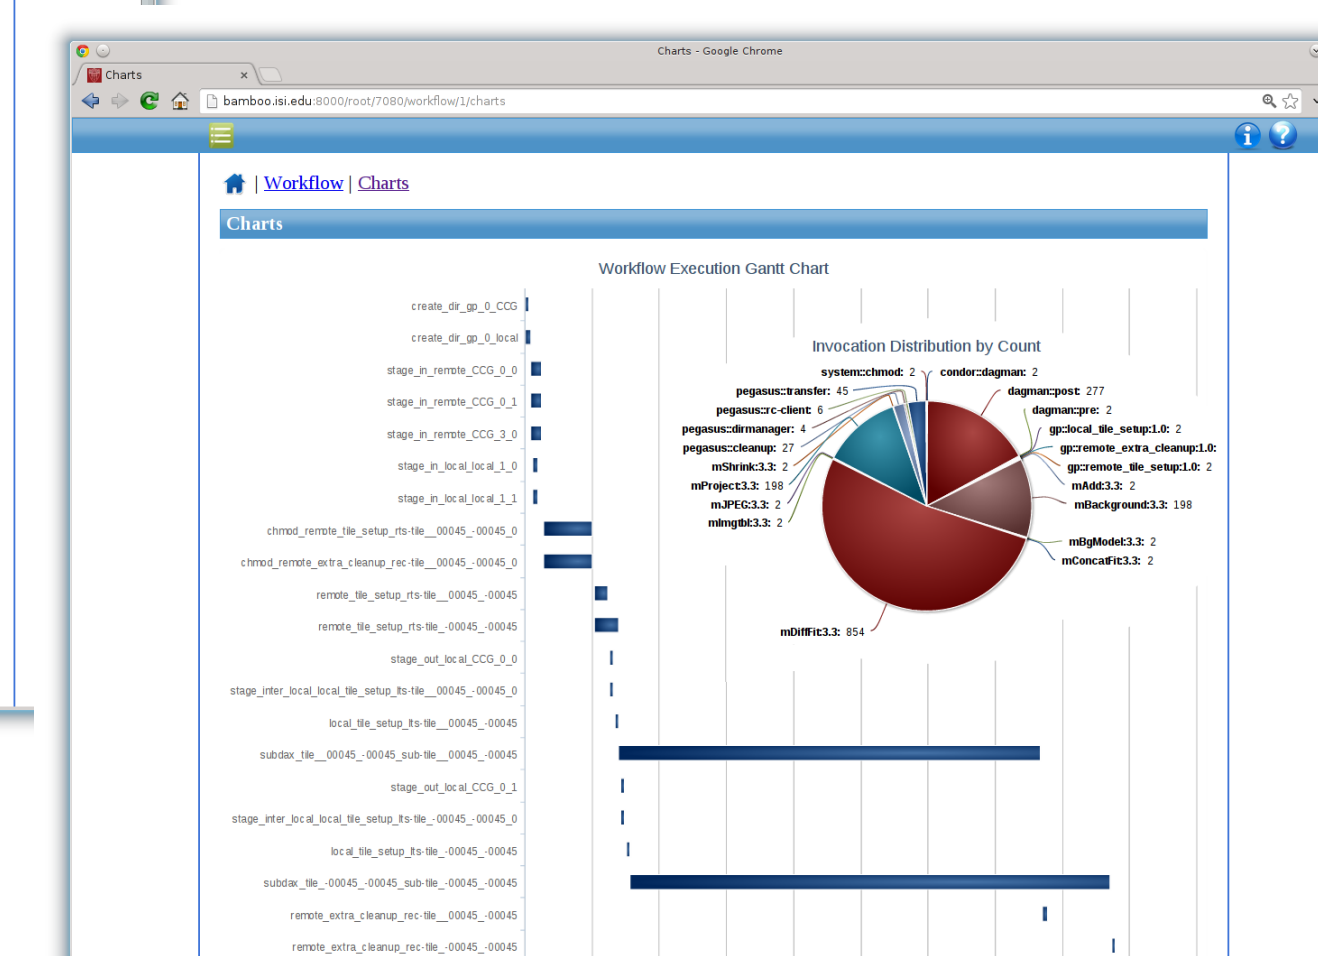 Charts - Google Chrome
Charts
bamboo.isi.edu:8000/root/7080/workflow/1/charts
| Workflow | Charts
Charts
Workflow Execution Gantt Chart
create_dir_gp_0_CCG
create_dir_gp_0_local
stage_in_remote_CCG_0_0
stage_in_remote_CCG_0_1
stage_in_remote_CCG_3_0
stage_in_local_local_1_0
stage_in_local_local_1_1
chmod_remote_tile_setup_rts-tile__00045_-00045_0
chmod_remote_extra_cleanup_rec-tile__00045_-00045_0
remote_tile_setup_rts-tile__00045_-00045
remote_tile_setup_rts-tile_-00045_-00045
stage_out_local_CCG_0_0
stage_inter_local_local_tile_setup_lts-tile__00045_-00045_0
local_tile_setup_lts-tile__00045_-00045
subdax_tile__00045_-00045_sub-tile__00045_-00045
stage_out_local_CCG_0_1
stage_inter_local_local_tile_setup_lts-tile_-00045_-00045_0
local_tile_setup_lts-tile_-00045_-00045
subdax_tile_-00045_-00045_sub-tile_-00045_-00045
remote_extra_cleanup_rec-tile__00045_-00045
remote_extra_cleanup_rec-tile_-00045_-00045
Invocation Distribution by Count
system::chmod: 2
pegasus::transfer: 45
pegasus::rc-client: 6
pegasus::dirmanager: 4
pegasus::cleanup: 27
mShrink:3.3: 2
mProject:3.3: 198
mJPEG:3.3: 2
mImgtbl:3.3: 2
mDiffFit:3.3: 854
condor::dagman: 2
dagman::post: 277
dagman::pre: 2
gp::local_tile_setup:1.0: 2
gp::remote_extra_cleanup:1.0:
gp::remote_tile_setup:1.0: 2
mAdd:3.3: 2
mBackground:3.3: 198
mBgModel:3.3: 2
mConcatFit:3.3: 2